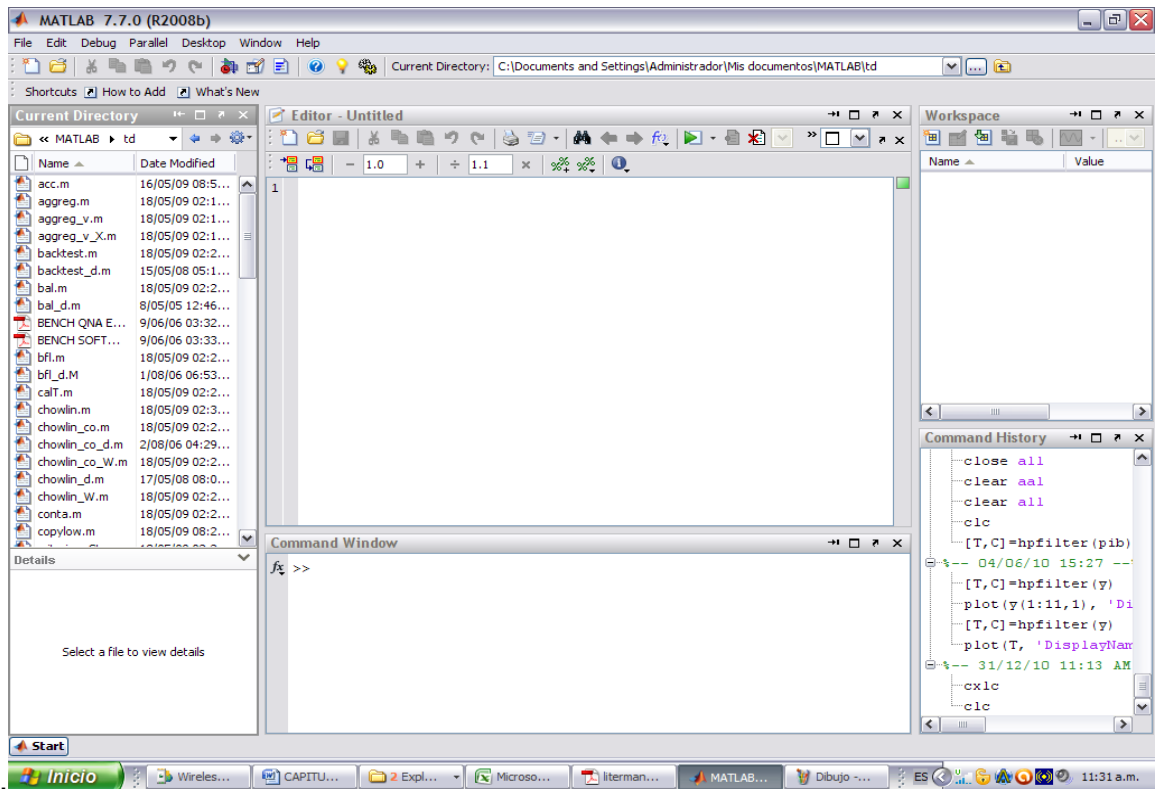 MATLAB 7.7.0 (R2008b)
File Edit Debug Parallel Desktop Window Help
Current Directory: C:\Documents and Settings\Administrador\Mis documentos\MATLAB\td
Shortcuts How to Add What's New
Current Directory
« MATLAB ▸ td
Name Date Modified
acc.m 16/05/09 08:5...
aggreg.m 18/05/09 02:1...
aggreg_v.m 18/05/09 02:1...
aggreg_v_X.m 18/05/09 02:1...
backtest.m 18/05/09 02:2...
backtest_d.m 15/05/08 05:1...
bal.m 18/05/09 02:2...
bal_d.m 8/05/05 12:46...
BENCH QNA E... 9/06/06 03:32...
BENCH SOFT... 9/06/06 03:33...
bfl.m 18/05/09 02:2...
bfl_d.M 1/08/06 06:53...
calT.m 18/05/09 02:2...
chowlin.m 18/05/09 02:3...
chowlin_co.m 18/05/09 02:2...
chowlin_co_d.m 2/08/06 04:29...
chowlin_co_W.m 18/05/09 02:2...
chowlin_d.m 17/05/08 08:0...
chowlin_W.m 18/05/09 02:2...
conta.m 18/05/09 02:2...
copylow.m 18/05/09 08:2...
Details
Select a file to view details
Editor - Untitled
− 1.0 + ÷ 1.1 ×
1
Command Window
fx >>
Workspace
Name Value
Command History
close all
clear aal
clear all
clc
[T,C]=hpfilter(pib)
%-- 04/06/10 15:27 --%
[T,C]=hpfilter(y)
plot(y(1:11,1), 'Di
[T,C]=hpfilter(y)
plot(T, 'DisplayNam
%-- 31/12/10 11:13 AM
cxlc
clc
Start
Inicio Wireles... CAPITU... 2 Expl... Microso... literman... MATLAB... Dibujo -... ES 11:31 a.m.